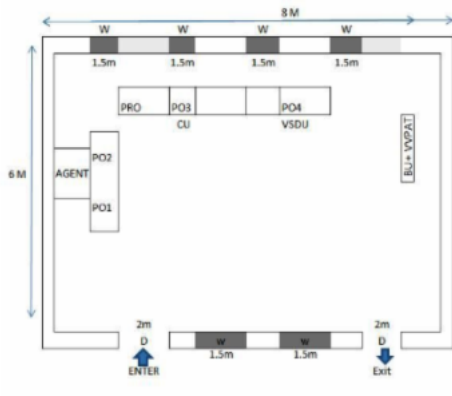 8 M
W W W W
1.5m 1.5m 1.5m 1.5m
PRO PO3 PO4
CU VSDU
PO2
AGENT
PO1
BU+ VVPAT
6 M
2m 2m
D W W D
1.5m 1.5m
ENTER Exit